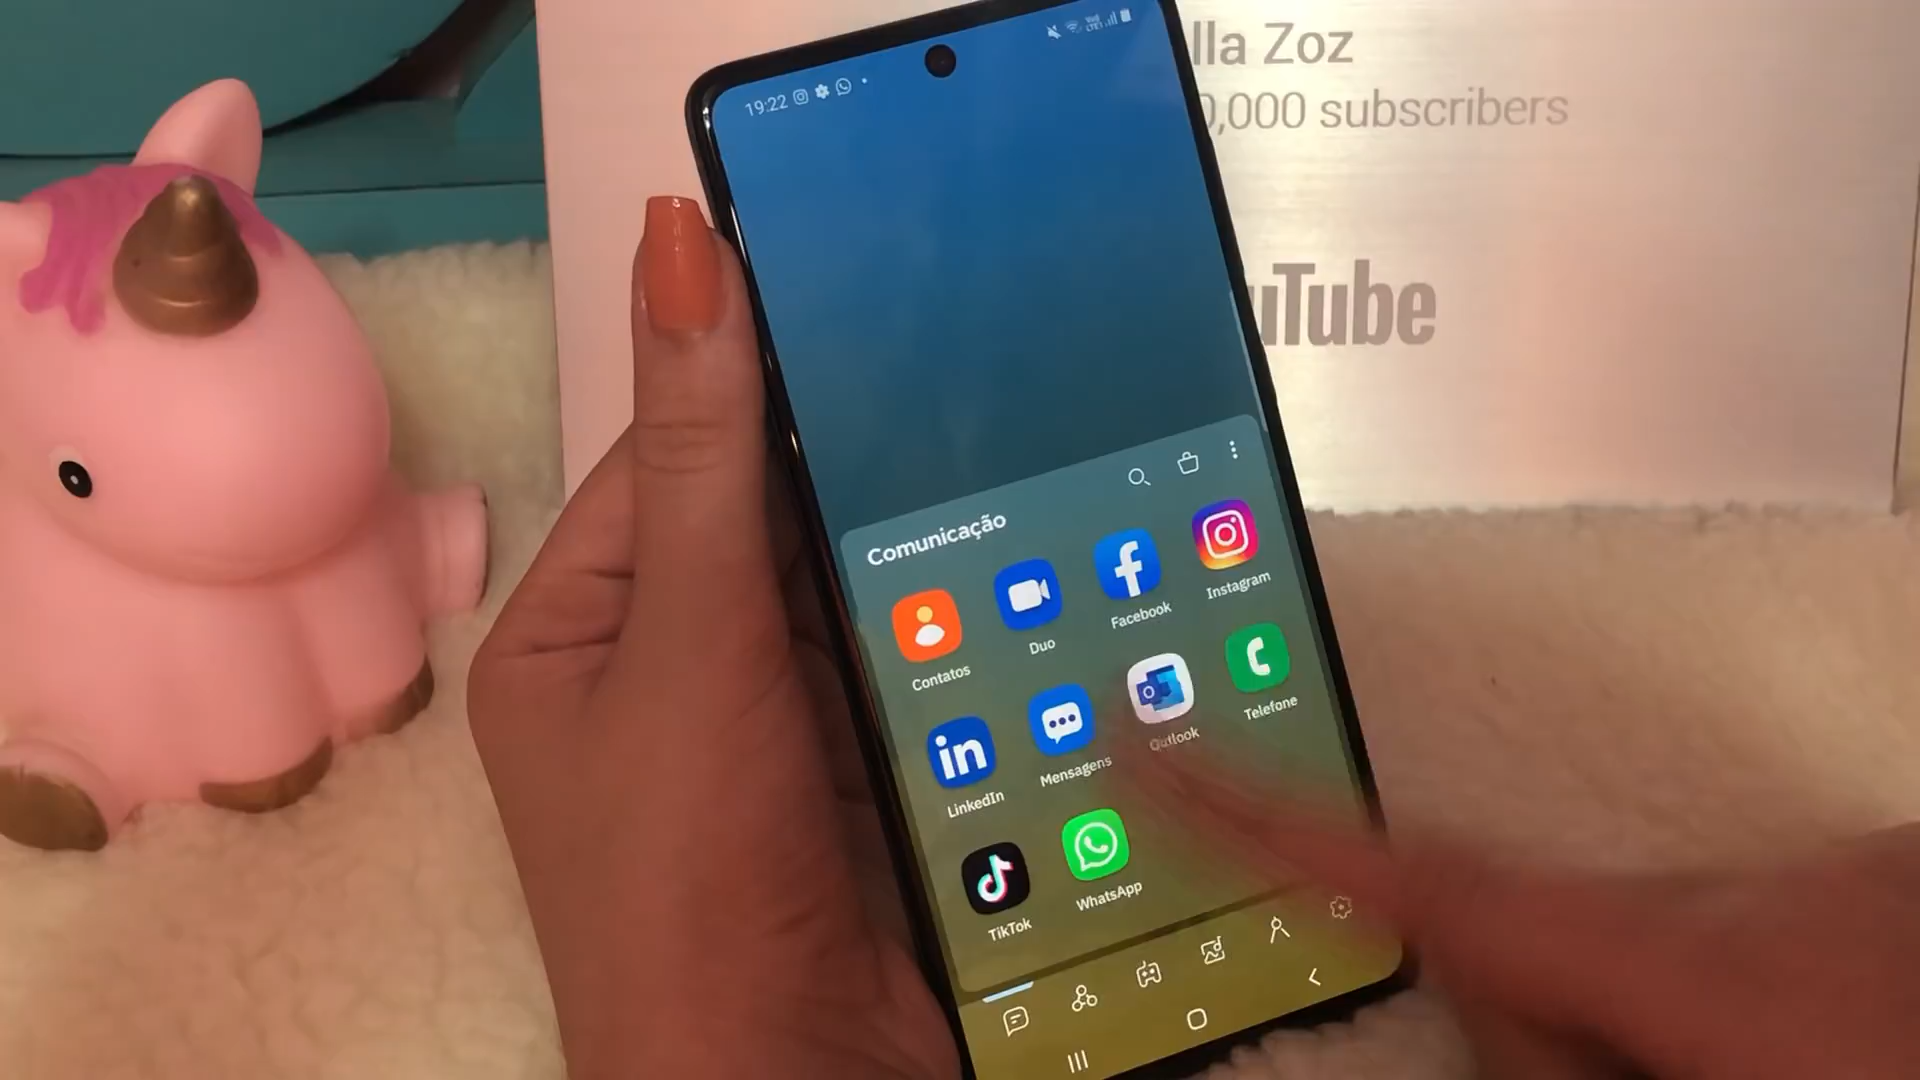 lla Zoz
0,000 subscribers
uTube
19:22
Comunicação
Contatos
Duo
Facebook
Instagram
LinkedIn
Mensagens
Outlook
Telefone
TikTok
WhatsApp